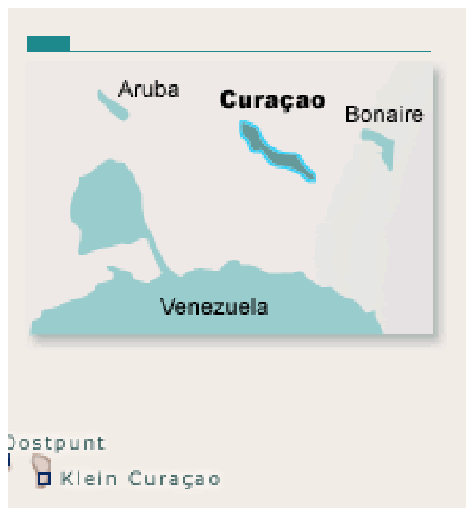 Aruba
Curaçao
Bonaire
Venezuela
Oostpunt
Klein Curaçao